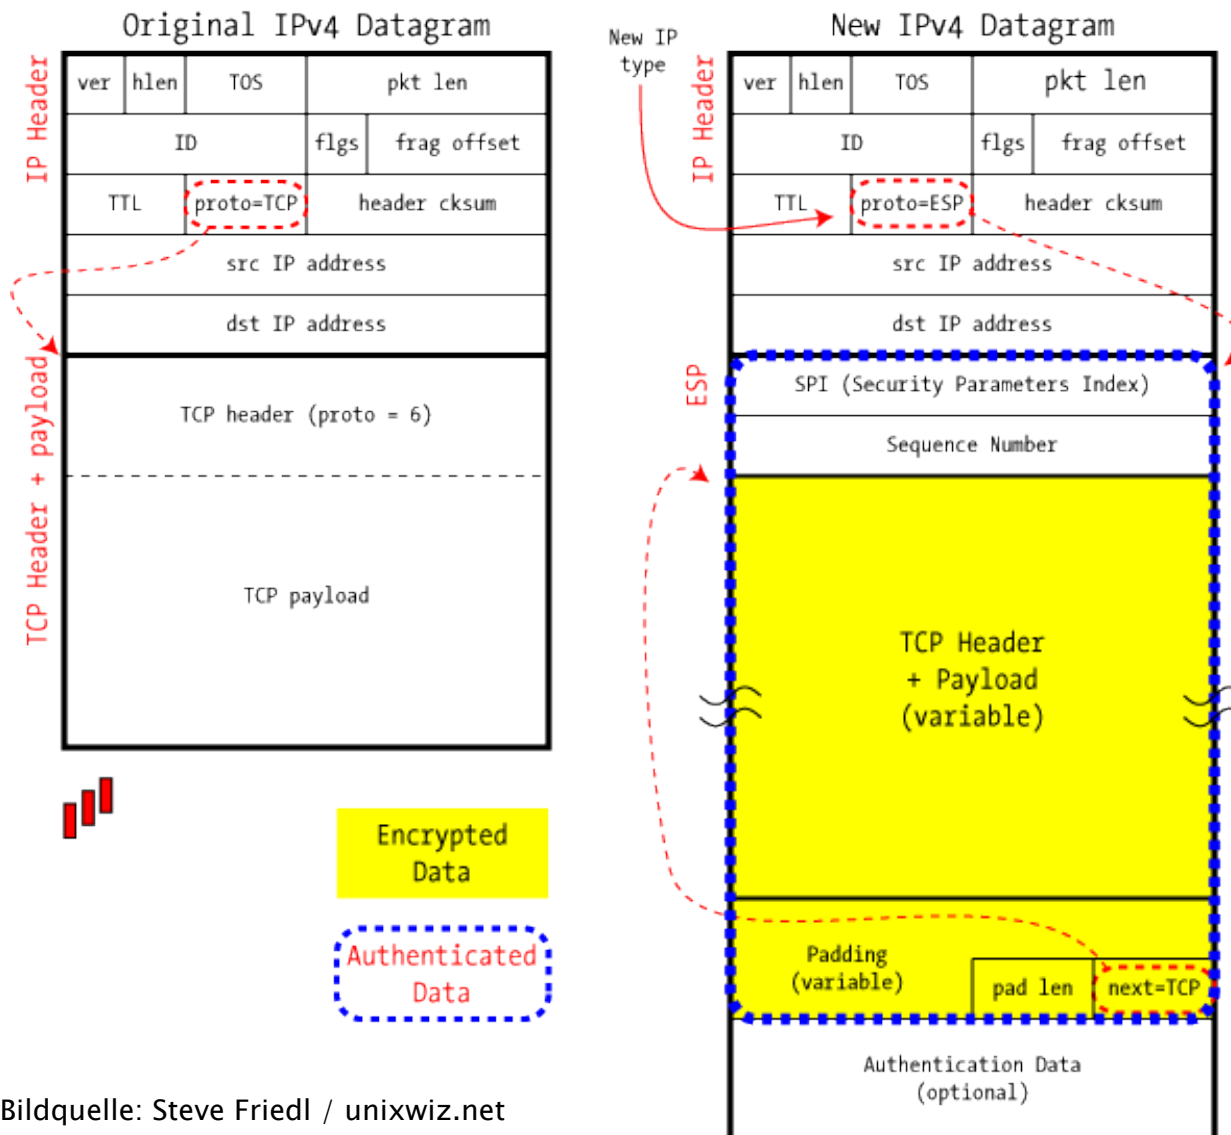 Original IPv4 Datagram
IP Header
ver hlen TOS pkt len
ID flgs frag offset
TTL proto=TCP header cksum
src IP address
dst IP address
TCP Header + payload
TCP header (proto = 6)
TCP payload
Encrypted
Data
Authenticated
Data
New IP
type
New IPv4 Datagram
IP Header
ver hlen TOS pkt len
ID flgs frag offset
TTL proto=ESP header cksum
src IP address
dst IP address
ESP
SPI (Security Parameters Index)
Sequence Number
TCP Header
+ Payload
(variable)
Padding
(variable)
pad len next=TCP
Authentication Data
(optional)
Bildquelle: Steve Friedl / unixwiz.net